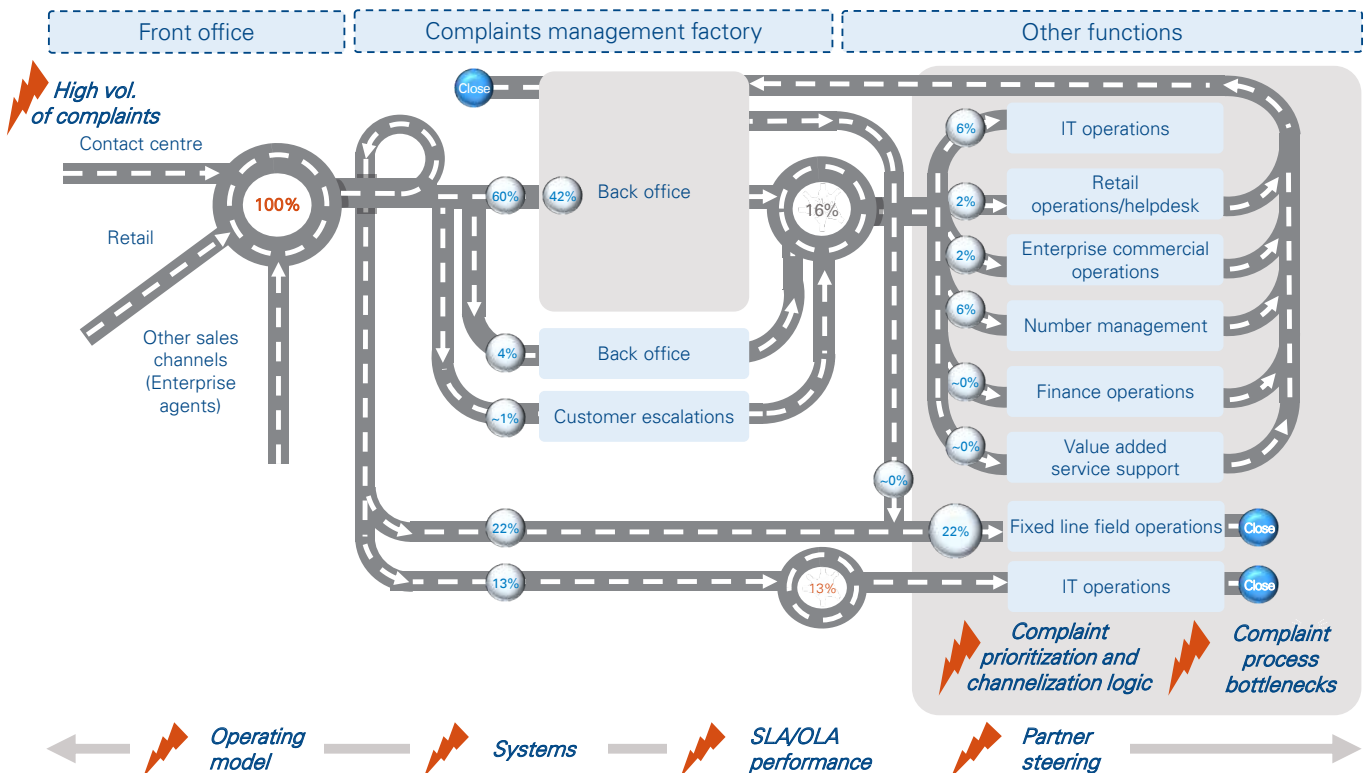 Front office
Complaints management factory
Other functions
High vol.
of complaints
Contact centre
Retail
Other sales
channels
(Enterprise
agents)
100%
Close
60%
42%
Back office
16%
4%
Back office
~1%
Customer escalations
~0%
22%
13%
13%
6%
IT operations
2%
Retail
operations/helpdesk
2%
Enterprise commercial
operations
6%
Number management
~0%
Finance operations
~0%
Value added
service support
22%
Fixed line field operations
Close
IT operations
Close
Complaint
prioritization and
channelization logic
Complaint
process
bottlenecks
Operating
model
Systems
SLA/OLA
performance
Partner
steering